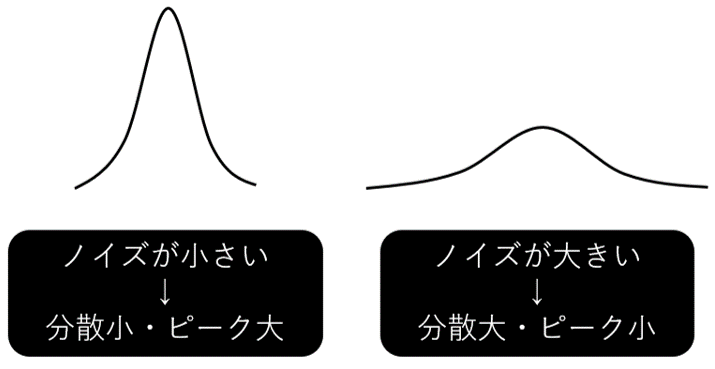 ノイズが小さい
↓
分散小・ピーク大
ノイズが大きい
↓
分散大・ピーク小